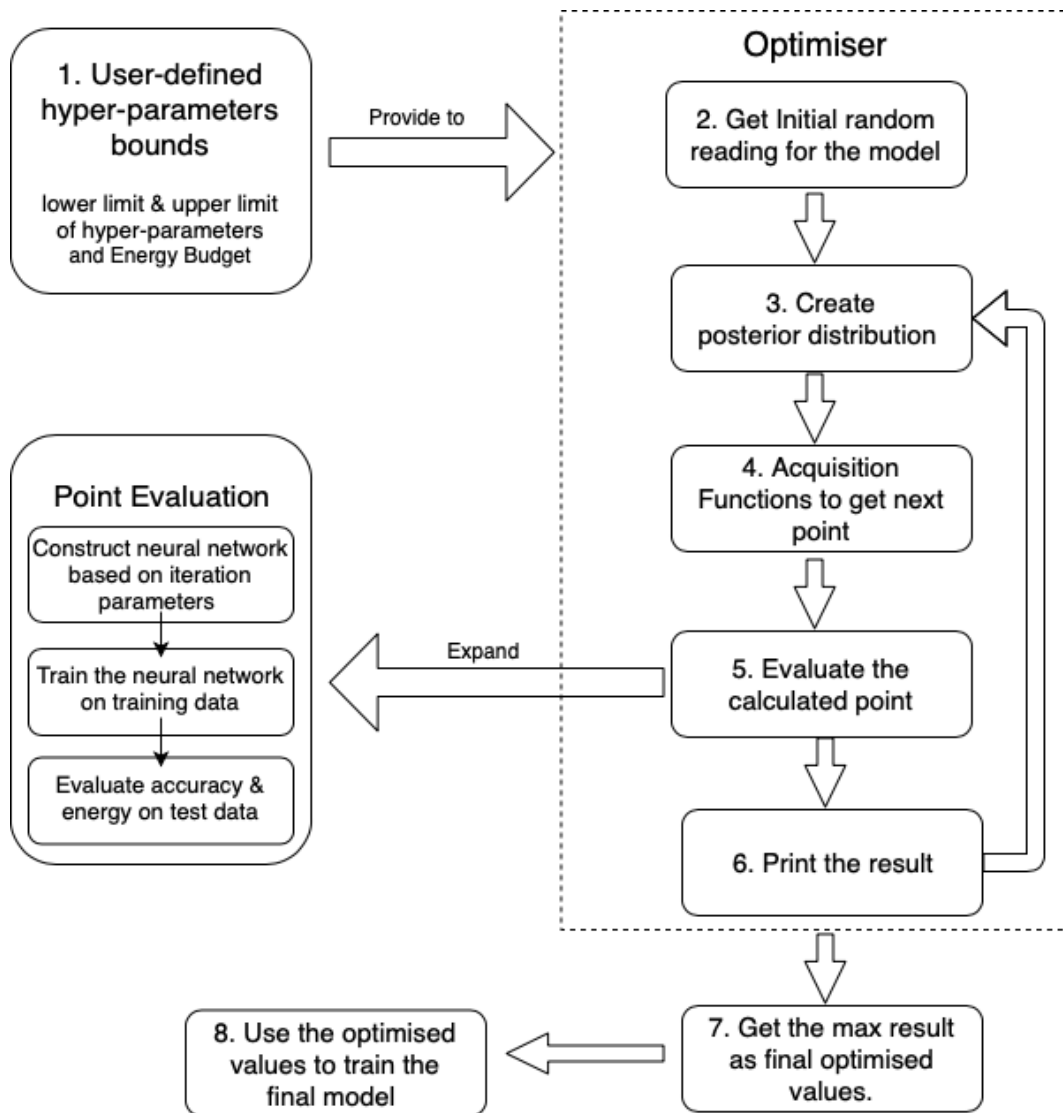 1. User-defined
hyper-parameters
bounds
lower limit & upper limit
of hyper-parameters
and Energy Budget
Provide to
Optimiser
2. Get Initial random
reading for the model
3. Create
posterior distribution
4. Acquisition
Functions to get next
point
5. Evaluate the
calculated point
Expand
Point Evaluation
Construct neural network
based on iteration
parameters
Train the neural network
on training data
Evaluate accuracy &
energy on test data
6. Print the result
7. Get the max result
as final optimised
values.
8. Use the optimised
values to train the
final model